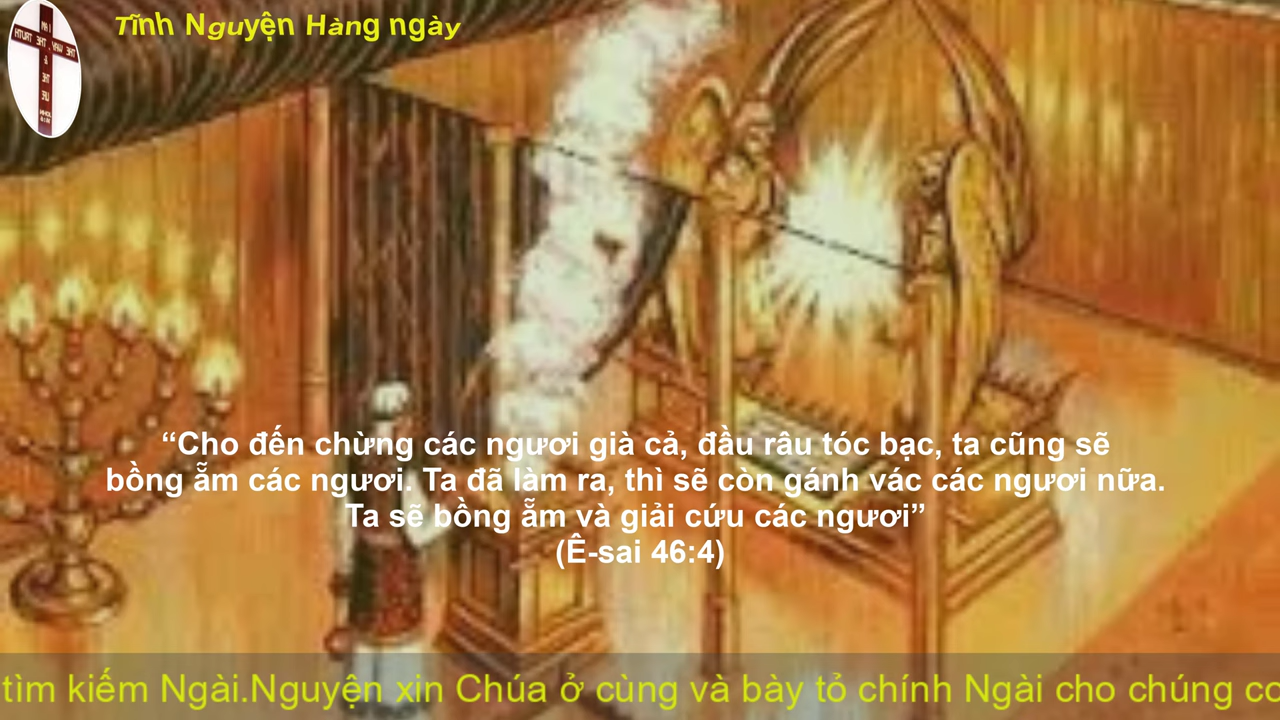 Tĩnh Nguyện Hàng ngày
“Cho đến chừng các ngươi già cả, đầu râu tóc bạc, ta cũng sẽ
bồng ẵm các ngươi. Ta đã làm ra, thì sẽ còn gánh vác các ngươi nữa.
Ta sẽ bồng ẵm và giải cứu các ngươi”
(Ê-sai 46:4)
tìm kiếm Ngài.Nguyện xin Chúa ở cùng và bày tỏ chính Ngài cho chúng